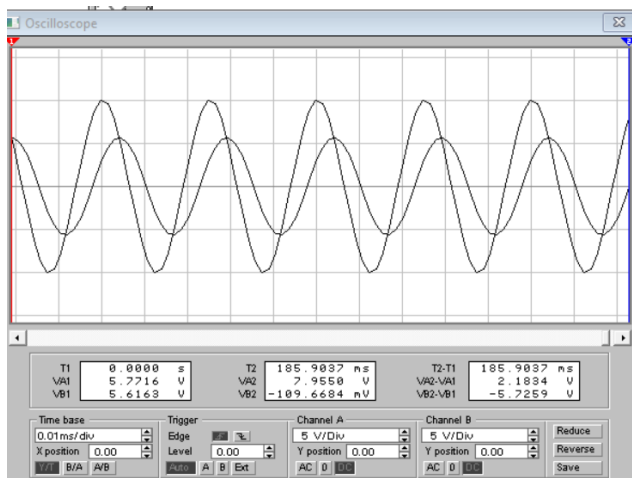 Oscilloscope
1 2
T1 0.0000 s T2 185.9037 ms T2-T1 185.9037 ms
VA1 5.7716 V VA2 7.9550 V VA2-VA1 2.1834 V
VB1 5.6163 V VB2 -109.6684 mV VB2-VB1 -5.7259 V
Time base Trigger Channel A Channel B
0.01ms/div Edge 5 V/Div 5 V/Div Reduce
X position 0.00 Level 0.00 Y position 0.00 Y position 0.00 Reverse
Y/T B/A A/B Auto A B Ext AC 0 DC AC 0 DC Save